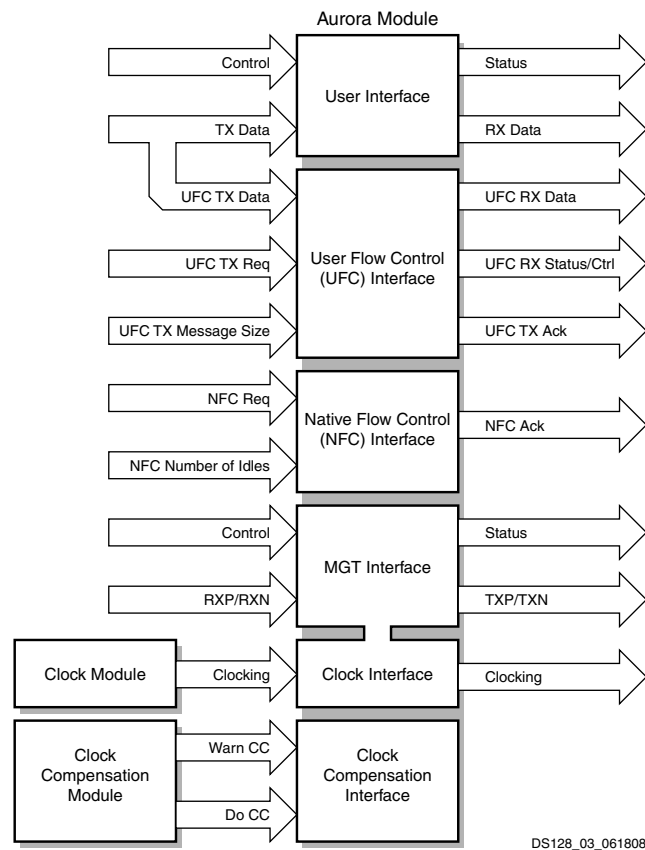 Aurora Module
Control
User Interface
Status
TX Data
RX Data
UFC TX Data
UFC RX Data
UFC TX Req
User Flow Control
(UFC) Interface
UFC RX Status/Ctrl
UFC TX Message Size
UFC TX Ack
NFC Req
Native Flow Control
(NFC) Interface
NFC Ack
NFC Number of Idles
Control
Status
MGT Interface
RXP/RXN
TXP/TXN
Clock Module
Clocking
Clock Interface
Clocking
Warn CC
Clock
Compensation
Module
Clock
Compensation
Interface
Do CC
DS128_03_061808